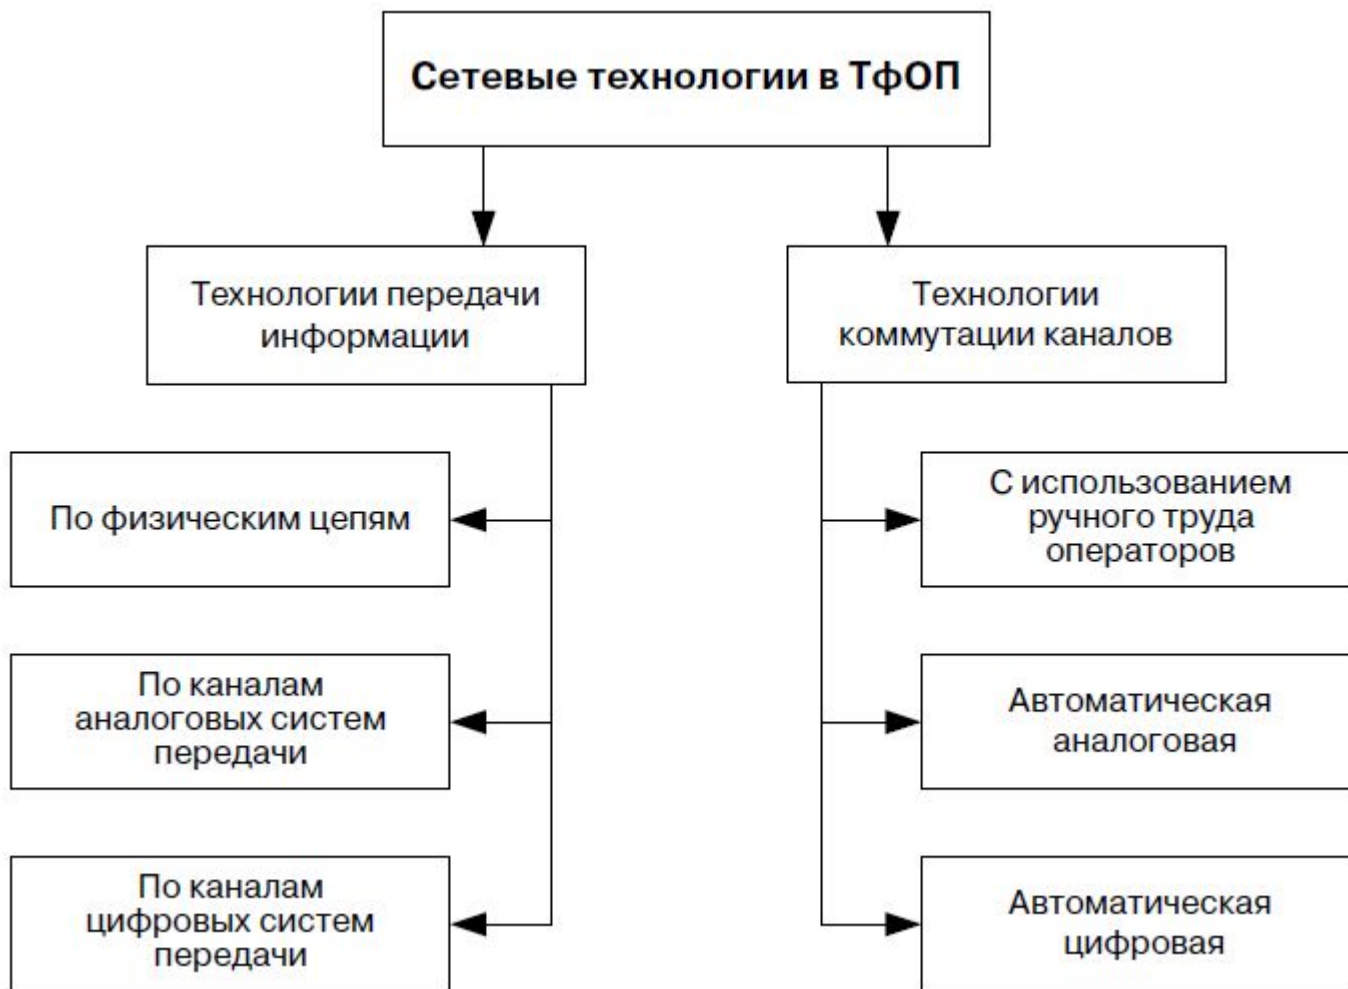 Сетевые технологии в ТфОП
Технологии передачи
информации
Технологии
коммутации каналов
По физическим цепям
С использованием
ручного труда
операторов
По каналам
аналоговых систем
передачи
Автоматическая
аналоговая
По каналам
цифровых систем
передачи
Автоматическая
цифровая